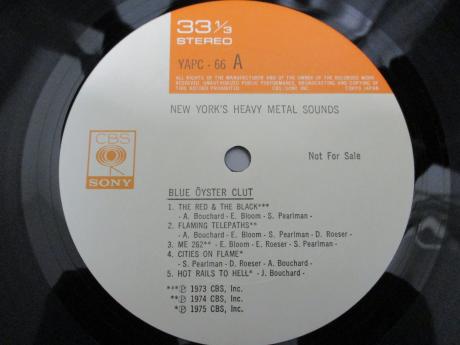 33 1/3
STEREO
YAPC - 66 A
ALL RIGHTS OF THE MANUFACTURER AND OF THE OWNER OF THE RECORDED WORK
RESERVED. UNAUTHORIZED PUBLIC PERFORMANCE, BROADCASTING AND COPYING OF
THIS RECORD PROHIBITED. CBS/SONY INC. TOKYO JAPAN
NEW YORK'S HEAVY METAL SOUNDS
CBS
SONY
Not For Sale
BLUE ÖYSTER CLUT
1. THE RED & THE BLACK***
- A. Bouchard - E. Bloom - S. Pearlman -
2. FLAMING TELEPATHS**
- A. Bouchard - E. Bloom - S. Pearlman - D. Roeser -
3. ME 262** - E. Bloom - E. Roeser - S. Pearlman -
4. CITIES ON FLAME*
- S. Pearlman - D. Roeser - A. Bouchard -
5. HOT RAILS TO HELL* - J. Bouchard -
***℗ 1973 CBS, Inc.
**℗ 1974 CBS, Inc.
*℗ 1975 CBS, Inc.